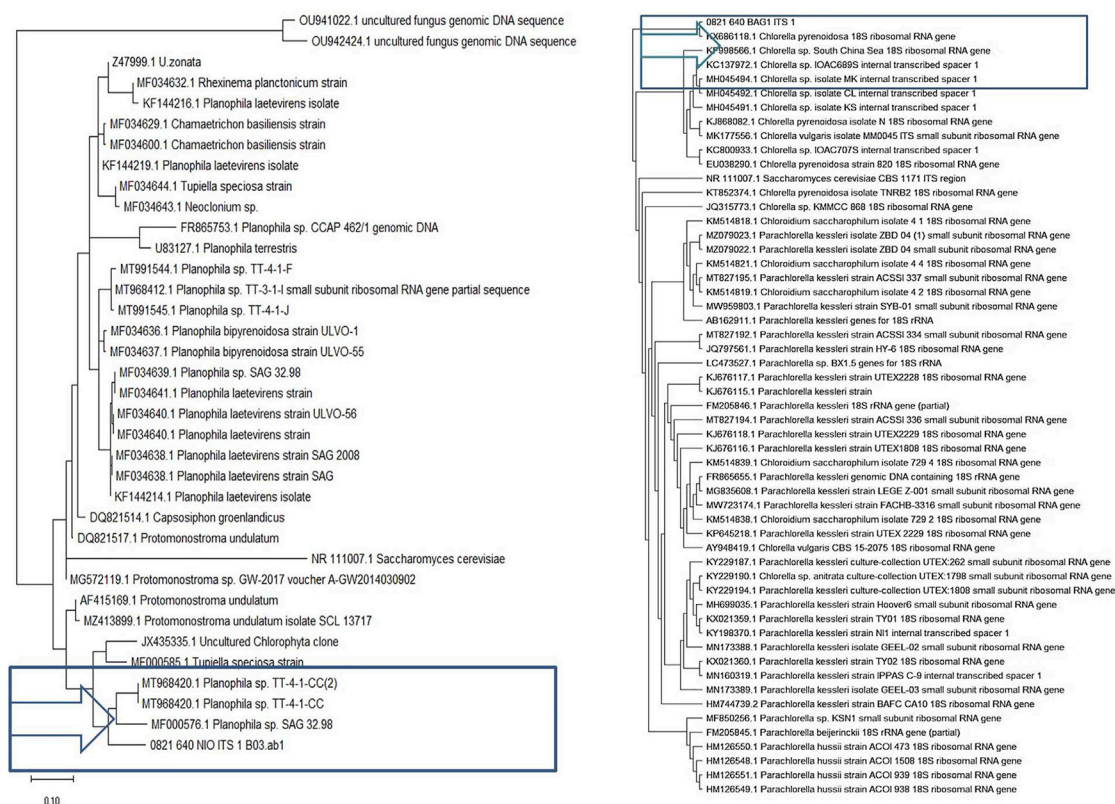 OU941022.1 uncultured fungus genomic DNA sequence
OU942424.1 uncultured fungus genomic DNA sequence
Z47999.1 U.zonata
MF034632.1 Rhexinema planctonicum strain
KF144216.1 Planophila laetevirens isolate
MF034629.1 Chamaetrichon basiliensis strain
MF034600.1 Chamaetrichon basiliensis strain
KF144219.1 Planophila laetevirens isolate
MF034644.1 Tupiella speciosa strain
MF034643.1 Neoclonium sp.
FR865753.1 Planophila sp. CCAP 462/1 genomic DNA
U83127.1 Planophila terrestris
MT991544.1 Planophila sp. TT-4-1-F
MT968412.1 Planophila sp. TT-3-1-I small subunit ribosomal RNA gene partial sequence
MT991545.1 Planophila sp. TT-4-1-J
MF034636.1 Planophila bipyrenoidosa strain ULVO-1
MF034637.1 Planophila bipyrenoidosa strain ULVO-55
MF034639.1 Planophila sp. SAG 32.98
MF034641.1 Planophila laetevirens strain
MF034640.1 Planophila laetevirens strain ULVO-56
MF034640.1 Planophila laetevirens strain
MF034638.1 Planophila laetevirens strain SAG 2008
MF034638.1 Planophila laetevirens strain SAG
KF144214.1 Planophila laetevirens isolate
DQ821514.1 Capsosiphon groenlandicus
DQ821517.1 Protomonostroma undulatum
NR 111007.1 Saccharomyces cerevisiae
MG572119.1 Protomonostroma sp. GW-2017 voucher A-GW2014030902
AF415169.1 Protomonostroma undulatum
MZ413899.1 Protomonostroma undulatum isolate SCL 13717
JX435335.1 Uncultured Chlorophyta clone
MF000585.1 Tupiella speciosa strain
MT968420.1 Planophila sp. TT-4-1-CC(2)
MT968420.1 Planophila sp. TT-4-1-CC
MF000576.1 Planophila sp. SAG 32.98
0821 640 NIO ITS 1 B03.ab1
0.10
0821 640 BAG1 ITS 1
KX686118.1 Chlorella pyrenoidosa 18S ribosomal RNA gene
KF998566.1 Chlorella sp. South China Sea 18S ribosomal RNA gene
KC137972.1 Chlorella sp. IOAC689S internal transcribed spacer 1
MH045494.1 Chlorella sp. isolate MK internal transcribed spacer 1
MH045492.1 Chlorella sp. isolate CL internal transcribed spacer 1
MH045491.1 Chlorella sp. isolate KS internal transcribed spacer 1
KJ868082.1 Chlorella pyrenoidosa isolate N 18S ribosomal RNA gene
MK177556.1 Chlorella vulgaris isolate MM0045 ITS small subunit ribosomal RNA gene
KC800933.1 Chlorella sp. IOAC707S internal transcribed spacer 1
EU038290.1 Chlorella pyrenoidosa strain 820 18S ribosomal RNA gene
NR 111007.1 Saccharomyces cerevisiae CBS 1171 ITS region
KT852374.1 Chlorella pyrenoidosa isolate TNRB2 18S ribosomal RNA gene
JQ315773.1 Chlorella sp. KMMCC 868 18S ribosomal RNA gene
KM514818.1 Chloroidium saccharophilum isolate 4 1 18S ribosomal RNA gene
MZ079023.1 Parachlorella kessleri isolate ZBD 04 (1) small subunit ribosomal RNA gene
MZ079022.1 Parachlorella kessleri isolate ZBD 04 small subunit ribosomal RNA gene
KM514821.1 Chloroidium saccharophilum isolate 4 4 18S ribosomal RNA gene
MT827195.1 Parachlorella kessleri strain ACSSI 337 small subunit ribosomal RNA gene
KM514819.1 Chloroidium saccharophilum isolate 4 2 18S ribosomal RNA gene
MW959803.1 Parachlorella kessleri strain SYB-01 small subunit ribosomal RNA gene
AB162911.1 Parachlorella kessleri genes for 18S rRNA
MT827192.1 Parachlorella kessleri strain ACSSI 334 small subunit ribosomal RNA gene
JQ797561.1 Parachlorella kessleri strain HY-6 18S ribosomal RNA gene
LC473527.1 Parachlorella sp. BX1.5 genes for 18S rRNA
KJ676117.1 Parachlorella kessleri strain UTEX2228 18S ribosomal RNA gene
KJ676115.1 Parachlorella kessleri strain
FM205846.1 Parachlorella kessleri 18S rRNA gene (partial)
MT827194.1 Parachlorella kessleri strain ACSSI 336 small subunit ribosomal RNA gene
KJ676118.1 Parachlorella kessleri strain UTEX2229 18S ribosomal RNA gene
KJ676116.1 Parachlorella kessleri strain UTEX1808 18S ribosomal RNA gene
KM514839.1 Chloroidium saccharophilum isolate 729 4 18S ribosomal RNA gene
FR865655.1 Parachlorella kessleri genomic DNA containing 18S rRNA gene
MG835608.1 Parachlorella kessleri strain LEGE Z-001 small subunit ribosomal RNA gene
MW723174.1 Parachlorella kessleri strain FACHB-3316 small subunit ribosomal RNA gene
KM514838.1 Chloroidium saccharophilum isolate 729 2 18S ribosomal RNA gene
KP645218.1 Parachlorella kessleri strain UTEX 2229 18S ribosomal RNA gene
AY948419.1 Chlorella vulgaris CBS 15-2075 18S ribosomal RNA gene
KY229187.1 Parachlorella kessleri culture-collection UTEX:262 small subunit ribosomal RNA gene
KY229190.1 Chlorella sp. anitrata culture-collection UTEX:1798 small subunit ribosomal RNA gene
KY229194.1 Parachlorella kessleri culture-collection UTEX:1808 small subunit ribosomal RNA gene
MH699035.1 Parachlorella kessleri strain Hoover6 small subunit ribosomal RNA gene
KX021359.1 Parachlorella kessleri strain TY01 18S ribosomal RNA gene
KY198370.1 Parachlorella kessleri strain NI1 internal transcribed spacer 1
MN173388.1 Parachlorella kessleri isolate GEEL-02 small subunit ribosomal RNA gene
KX021360.1 Parachlorella kessleri strain TY02 18S ribosomal RNA gene
MN160319.1 Parachlorella kessleri strain IPPAS C-9 internal transcribed spacer 1
MN173389.1 Parachlorella kessleri isolate GEEL-03 small subunit ribosomal RNA gene
HM744739.2 Parachlorella kessleri strain BAFC CA10 18S ribosomal RNA gene
MF850256.1 Parachlorella sp. KSN1 small subunit ribosomal RNA gene
FM205845.1 Parachlorella beijerinckii 18S rRNA gene (partial)
HM126550.1 Parachlorella hussii strain ACOI 473 18S ribosomal RNA gene
HM126548.1 Parachlorella hussii strain ACOI 1508 18S ribosomal RNA gene
HM126551.1 Parachlorella hussii strain ACOI 939 18S ribosomal RNA gene
HM126549.1 Parachlorella hussii strain ACOI 938 18S ribosomal RNA gene